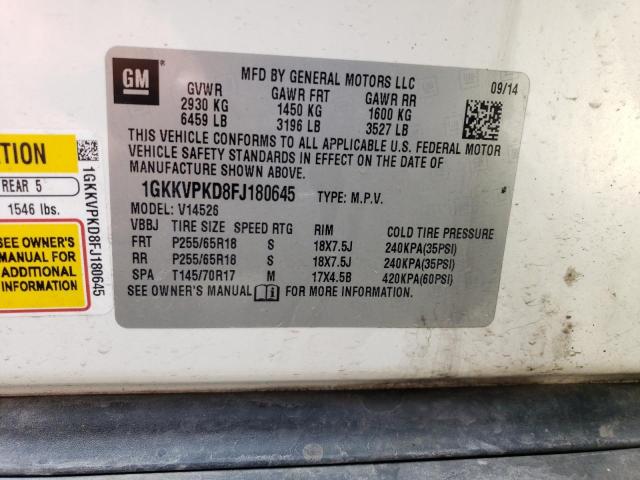 GM
MFD BY GENERAL MOTORS LLC
09/14
GVWR GAWR FRT GAWR RR
2930 KG 1450 KG 1600 KG
6459 LB 3196 LB 3527 LB
THIS VEHICLE CONFORMS TO ALL APPLICABLE U.S. FEDERAL MOTOR
VEHICLE SAFETY STANDARDS IN EFFECT ON THE DATE OF
MANUFACTURE SHOWN ABOVE.
1GKKVPKD8FJ180645 TYPE: M.P.V.
MODEL: V14526
VBBJ TIRE SIZE SPEED RTG RIM COLD TIRE PRESSURE
FRT P255/65R18 S 18X7.5J 240KPA(35PSI)
RR P255/65R18 S 18X7.5J 240KPA(35PSI)
SPA T145/70R17 M 17X4.5B 420KPA(60PSI)
SEE OWNER'S MANUAL FOR MORE INFORMATION.
ATION
REAR 5
1546 lbs.
SEE OWNER'S
MANUAL FOR
ADDITIONAL
INFORMATION
1GKKVPKD8FJ180645